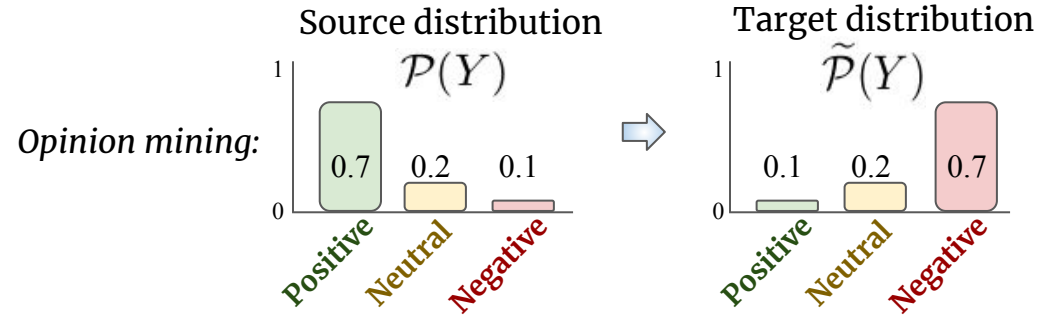 Source distribution
Target distribution
𝒫(Y)
𝒫̃(Y)
1
1
Opinion mining:
0.7
0.2
0.1
0.1
0.2
0.7
0
0
Positive
Neutral
Negative
Positive
Neutral
Negative